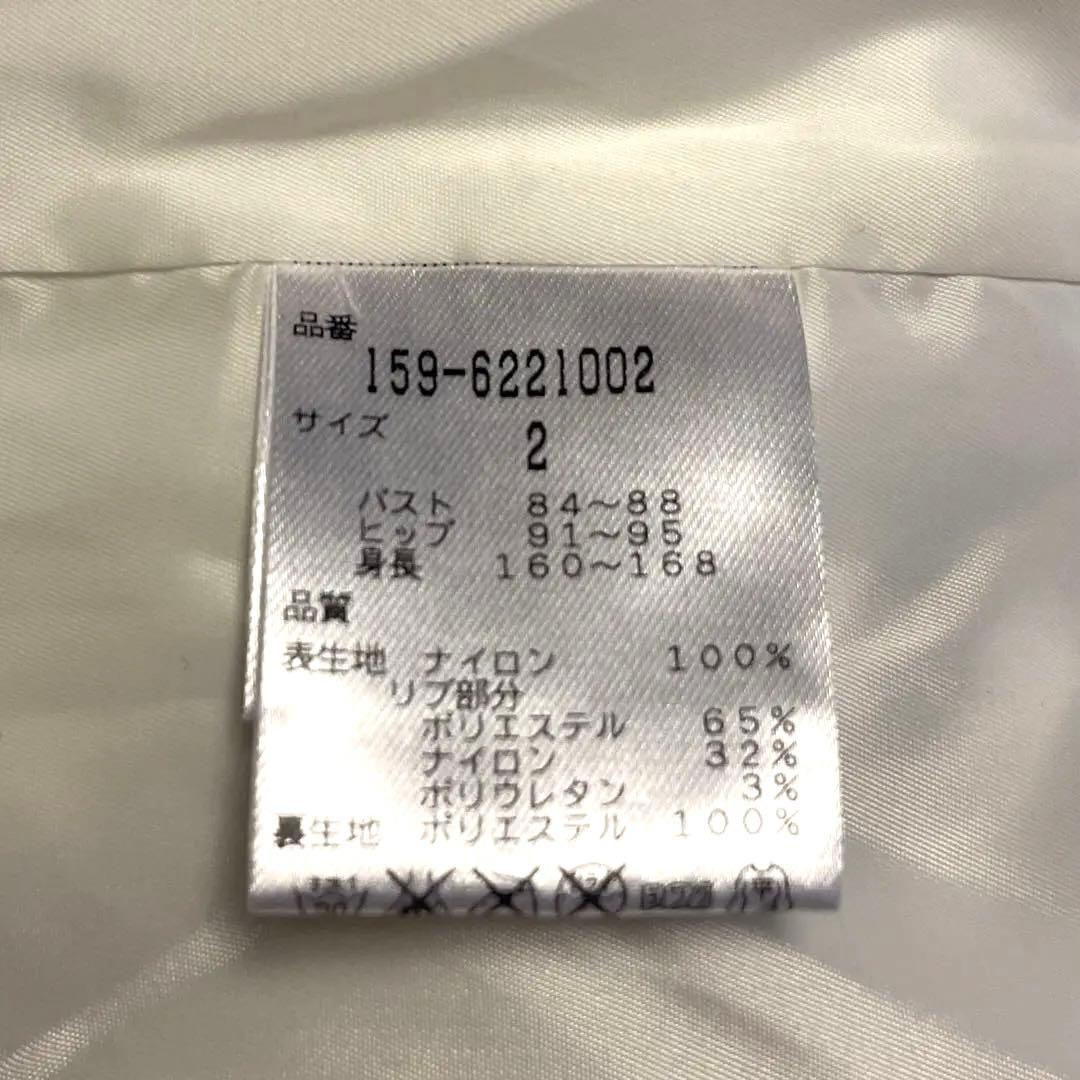 品番
159-6221002
サイズ 2
バスト 84～88
ヒップ 91～95
身長 160～168
品質
表生地 ナイロン 100%
リブ部分
ポリエステル 65%
ナイロン 32%
ポリウレタン 3%
裏生地 ポリエステル 100%